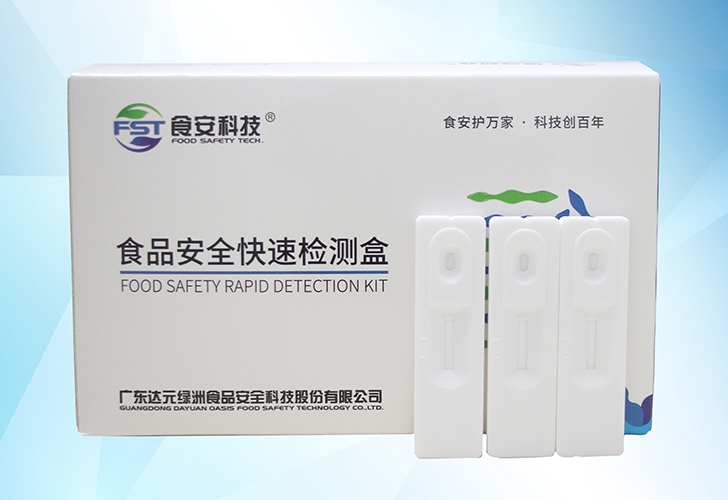 FST 食安科技®
FOOD SAFETY TECH.
食安护万家 · 科技创百年
食品安全快速检测盒
FOOD SAFETY RAPID DETECTION KIT
广东达元绿洲食品安全科技股份有限公司
GUANGDONG DAYUAN OASIS FOOD SAFETY TECHNOLOGY CO.,LTD.